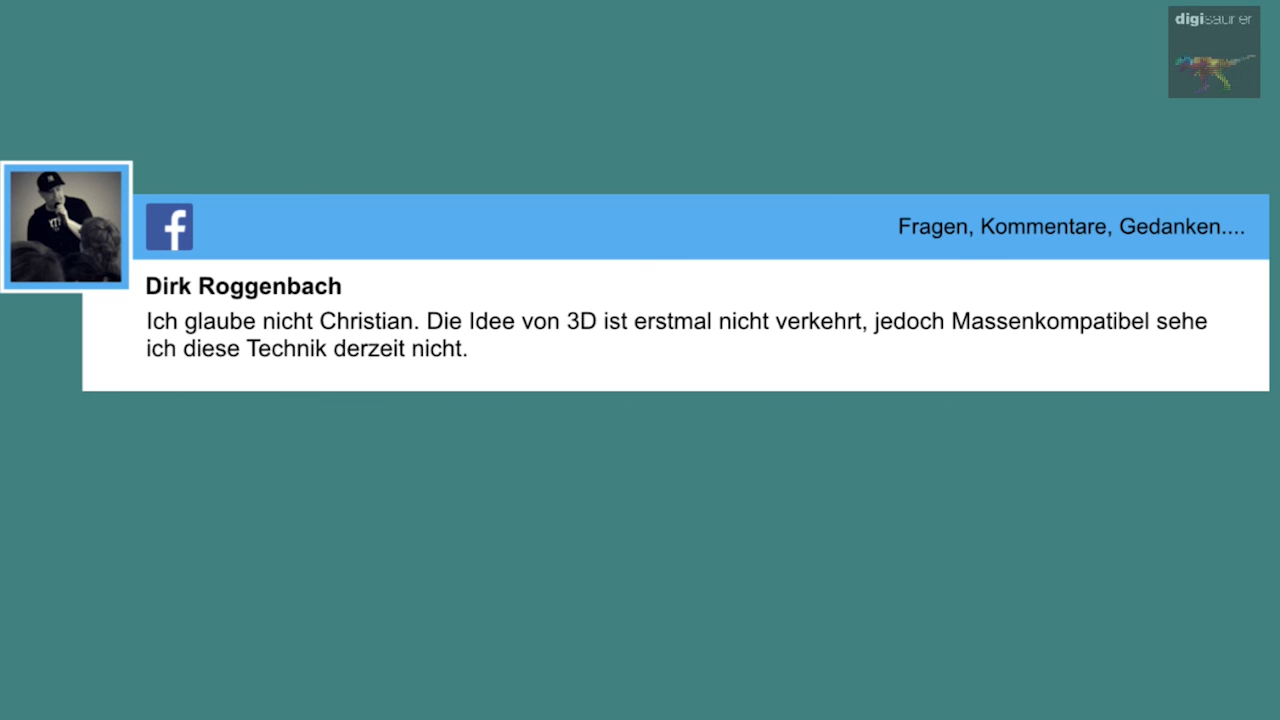 digisaurier
Fragen, Kommentare, Gedanken....
Dirk Roggenbach
Ich glaube nicht Christian. Die Idee von 3D ist erstmal nicht verkehrt, jedoch Massenkompatibel sehe
ich diese Technik derzeit nicht.